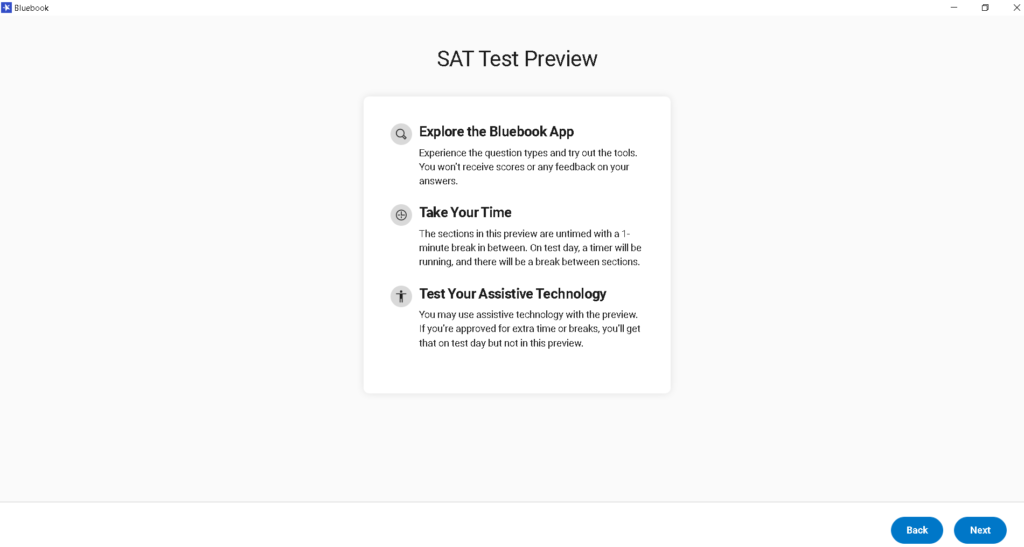 Bluebook
SAT Test Preview
Explore the Bluebook App
Experience the question types and try out the tools.
You won't receive scores or any feedback on your
answers.
Take Your Time
The sections in this preview are untimed with a 1-
minute break in between. On test day, a timer will be
running, and there will be a break between sections.
Test Your Assistive Technology
You may use assistive technology with the preview.
If you're approved for extra time or breaks, you'll get
that on test day but not in this preview.
Back
Next